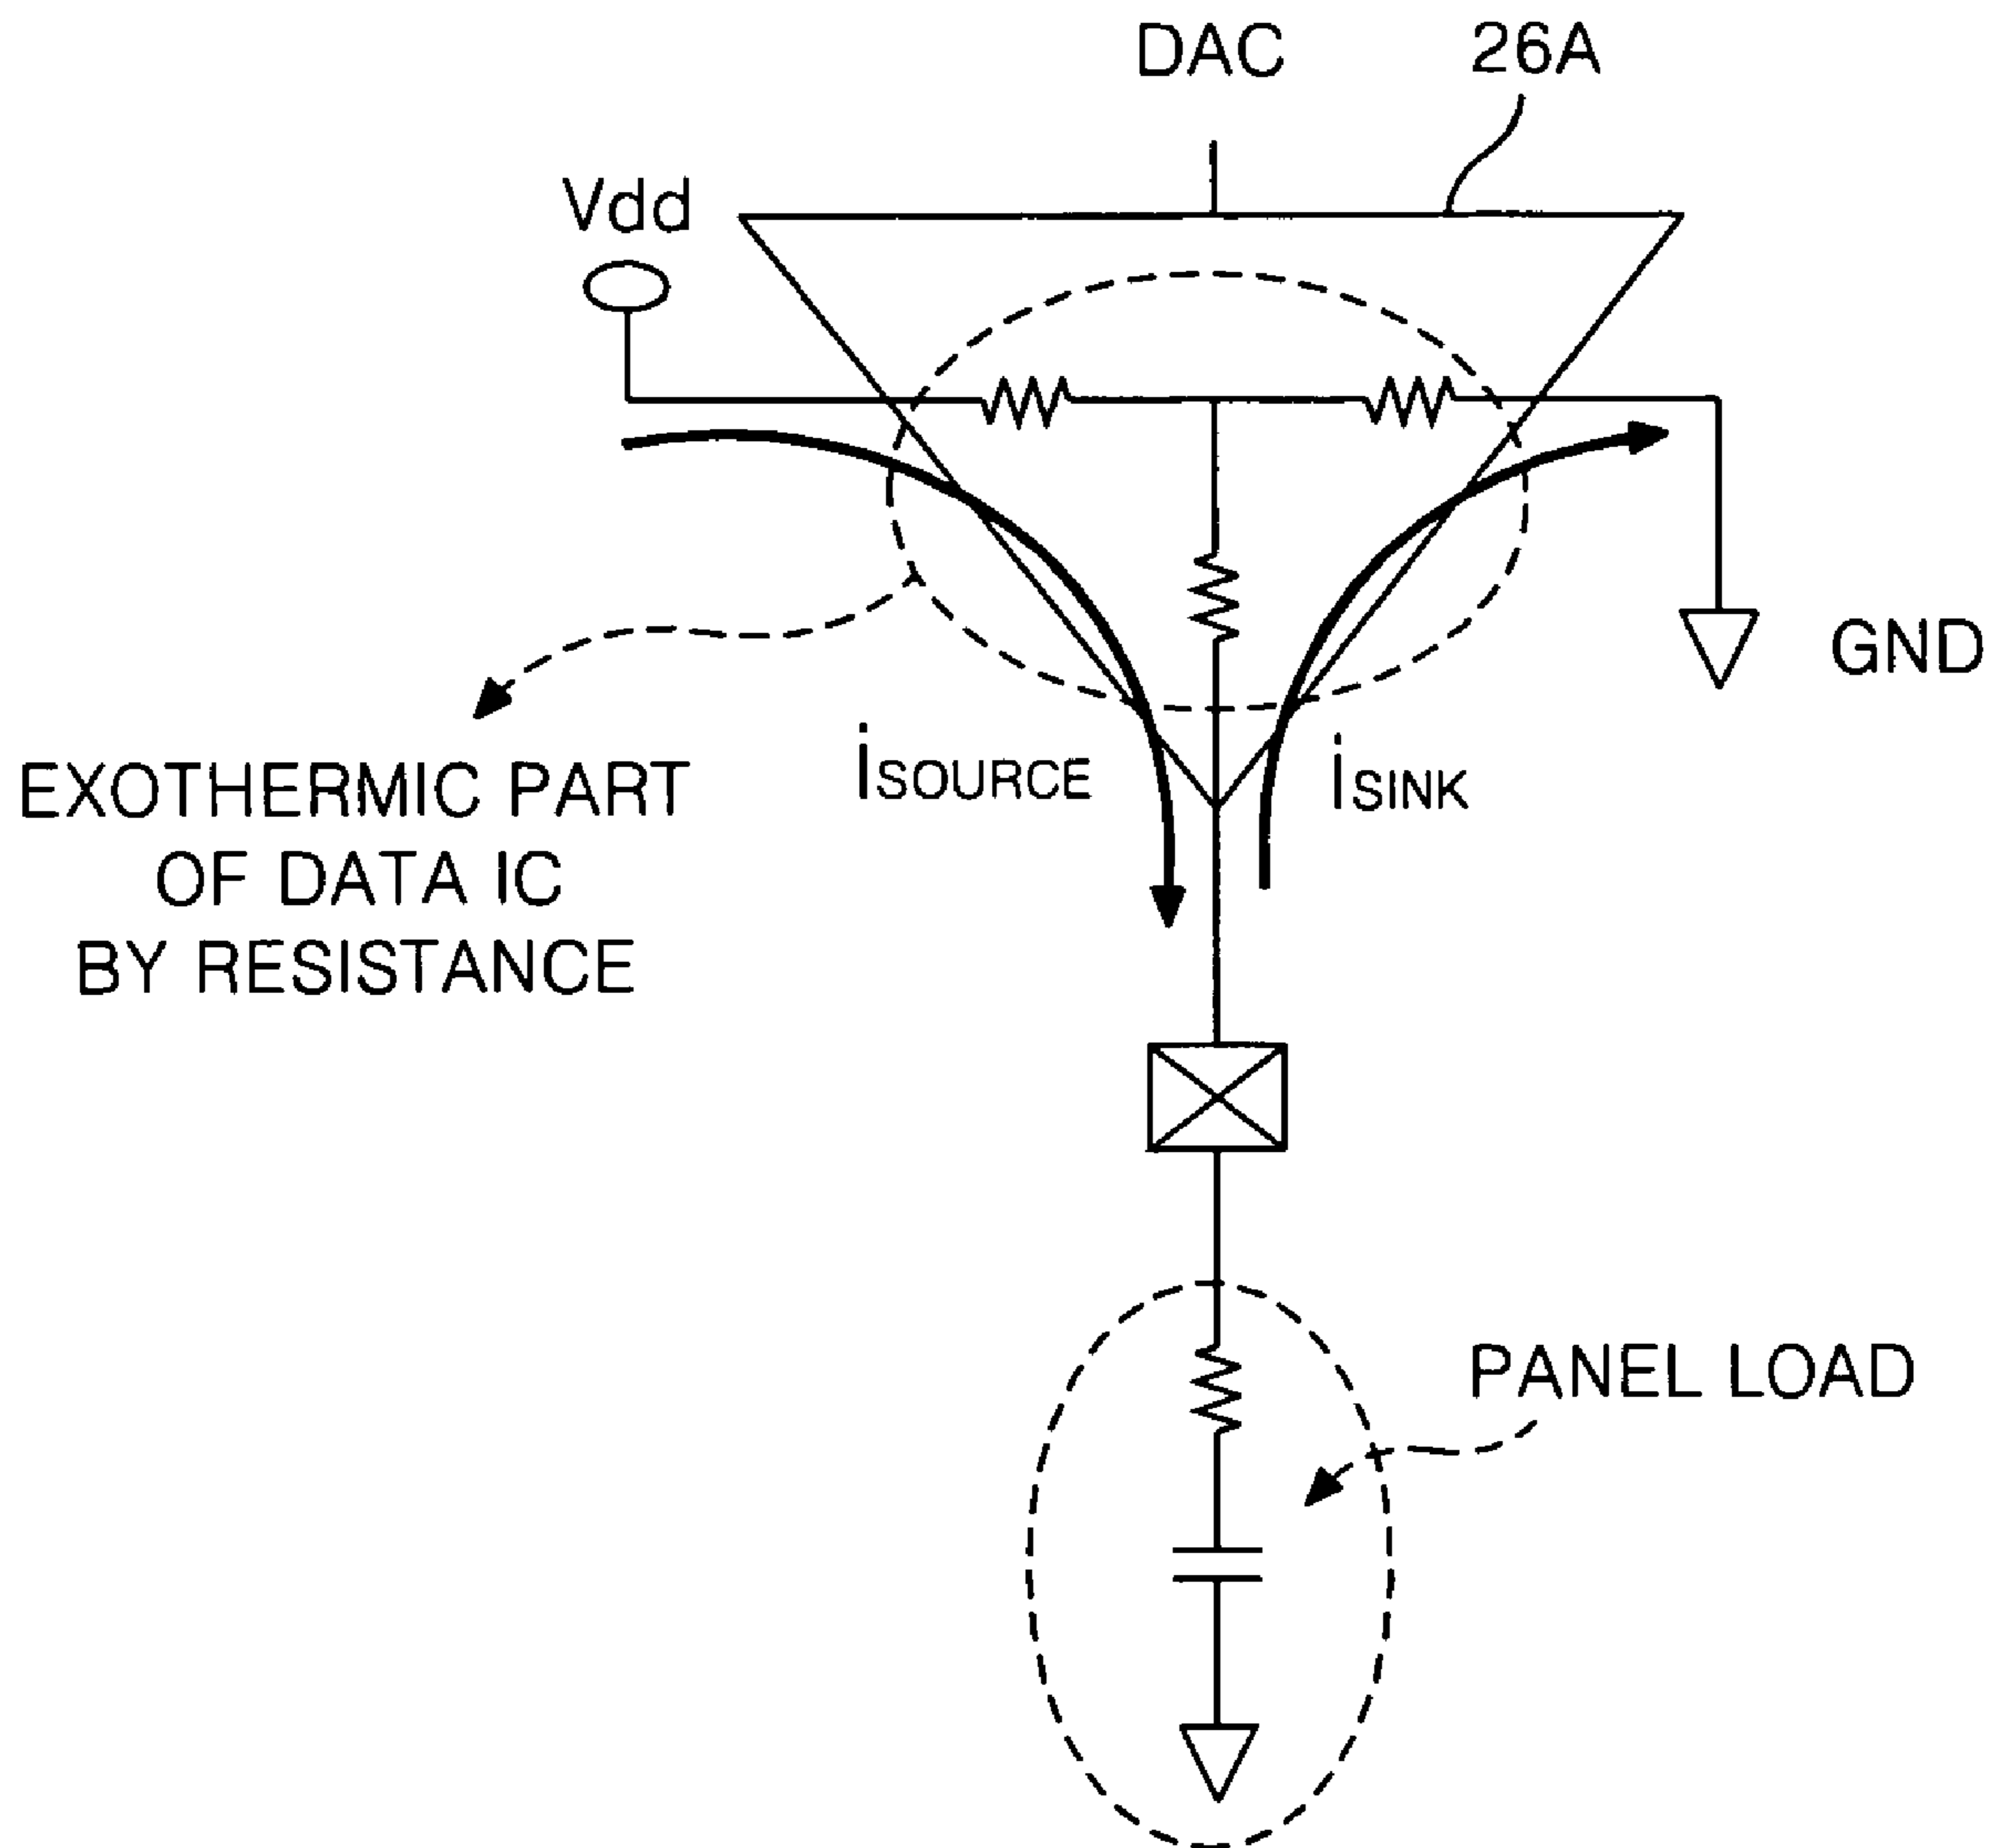 DAC
26A
Vdd
GND
iSOURCE
iSINK
EXOTHERMIC PART
OF DATA IC
BY RESISTANCE
PANEL LOAD